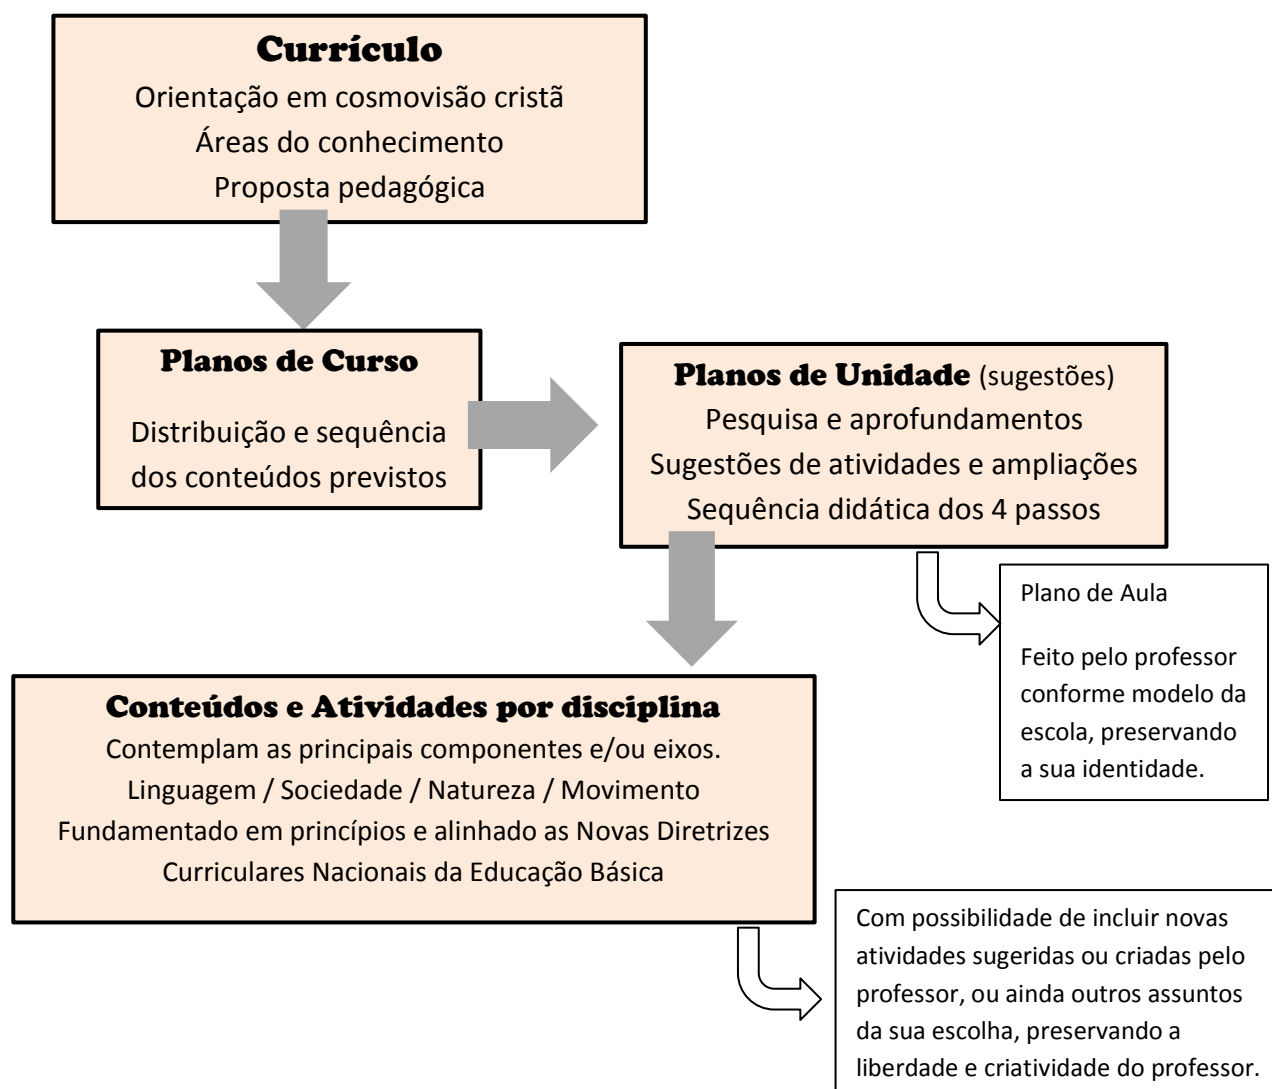 Currículo
Orientação em cosmovisão cristã
Áreas do conhecimento
Proposta pedagógica
Planos de Curso
Distribuição e sequência
dos conteúdos previstos
Planos de Unidade (sugestões)
Pesquisa e aprofundamentos
Sugestões de atividades e ampliações
Sequência didática dos 4 passos
Plano de Aula
Feito pelo professor
conforme modelo da
escola, preservando
a sua identidade.
Conteúdos e Atividades por disciplina
Contemplam as principais componentes e/ou eixos.
Linguagem / Sociedade / Natureza / Movimento
Fundamentado em princípios e alinhado as Novas Diretrizes
Curriculares Nacionais da Educação Básica
Com possibilidade de incluir novas
atividades sugeridas ou criadas pelo
professor, ou ainda outros assuntos
da sua escolha, preservando a
liberdade e criatividade do professor.